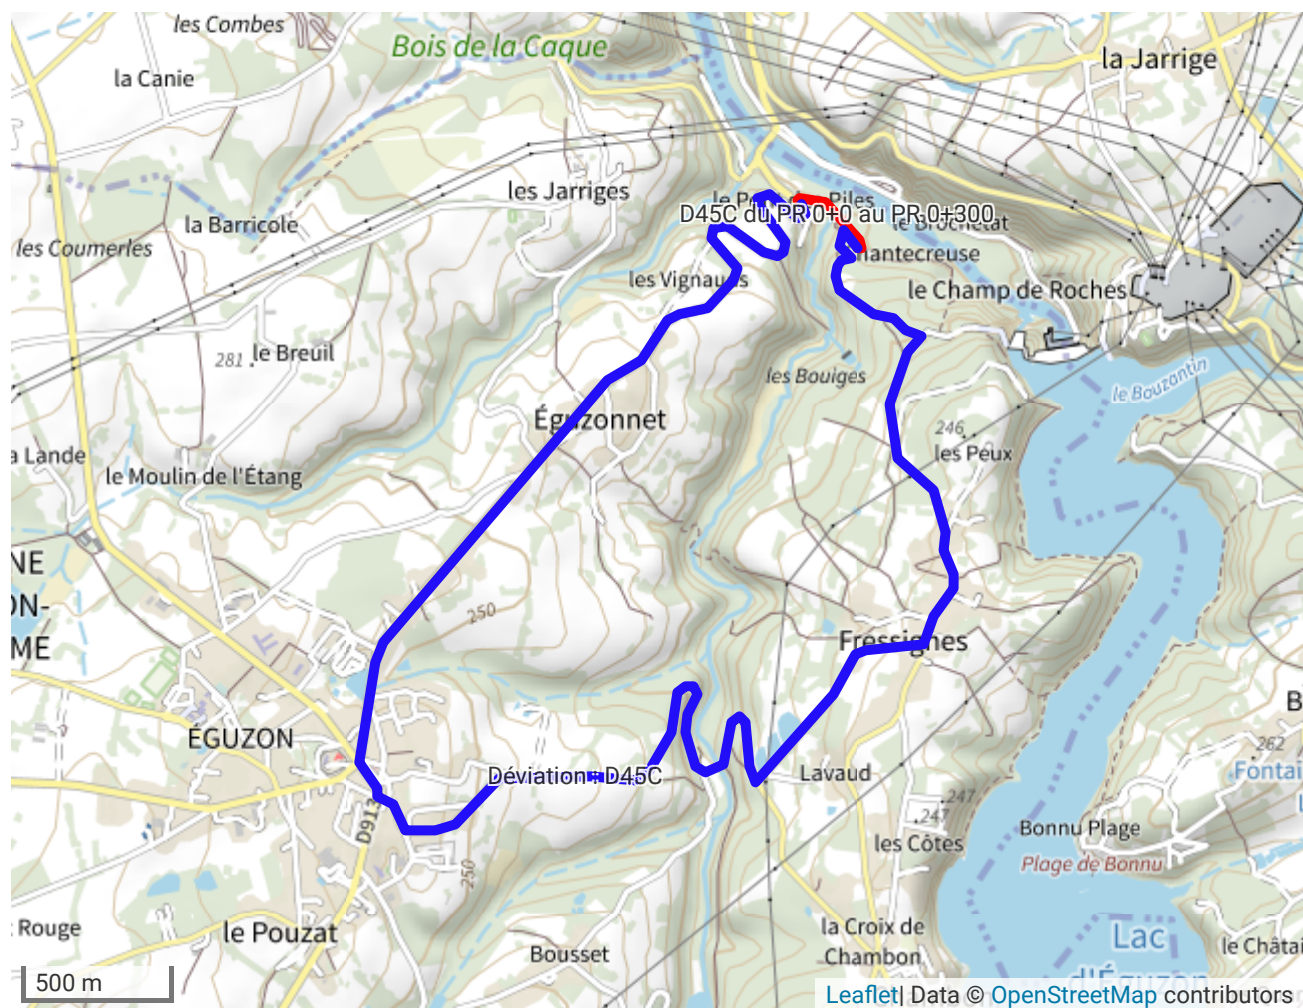 les Combes
Bois de la Caque
la Jarrige
la Canie
les Jarriges
la Barricole
D45C du PR 0+0 au PR 0+300
les Coumerles
hantecreuse
les Vignauds
le Champ de Roches
281
le Breuil
les Bouiges
le Bouzantin
Éguzonnet
246
les Peux
a Lande
le Moulin de l'Étang
NE
ON-
ME
250
Fressignes
ÉGUZON
B
262
Déviation - D45C
Lavaud
Fontai
247
247
D913
Bonnu Plage
les Côtes
Plage de Bonnu
250
Rouge
le Pouzat
la Croix de
Chambon
Lac
d'Éguzon
le Châtai
Bousset
500 m
Leaflet| Data © OpenStreetMap contributors